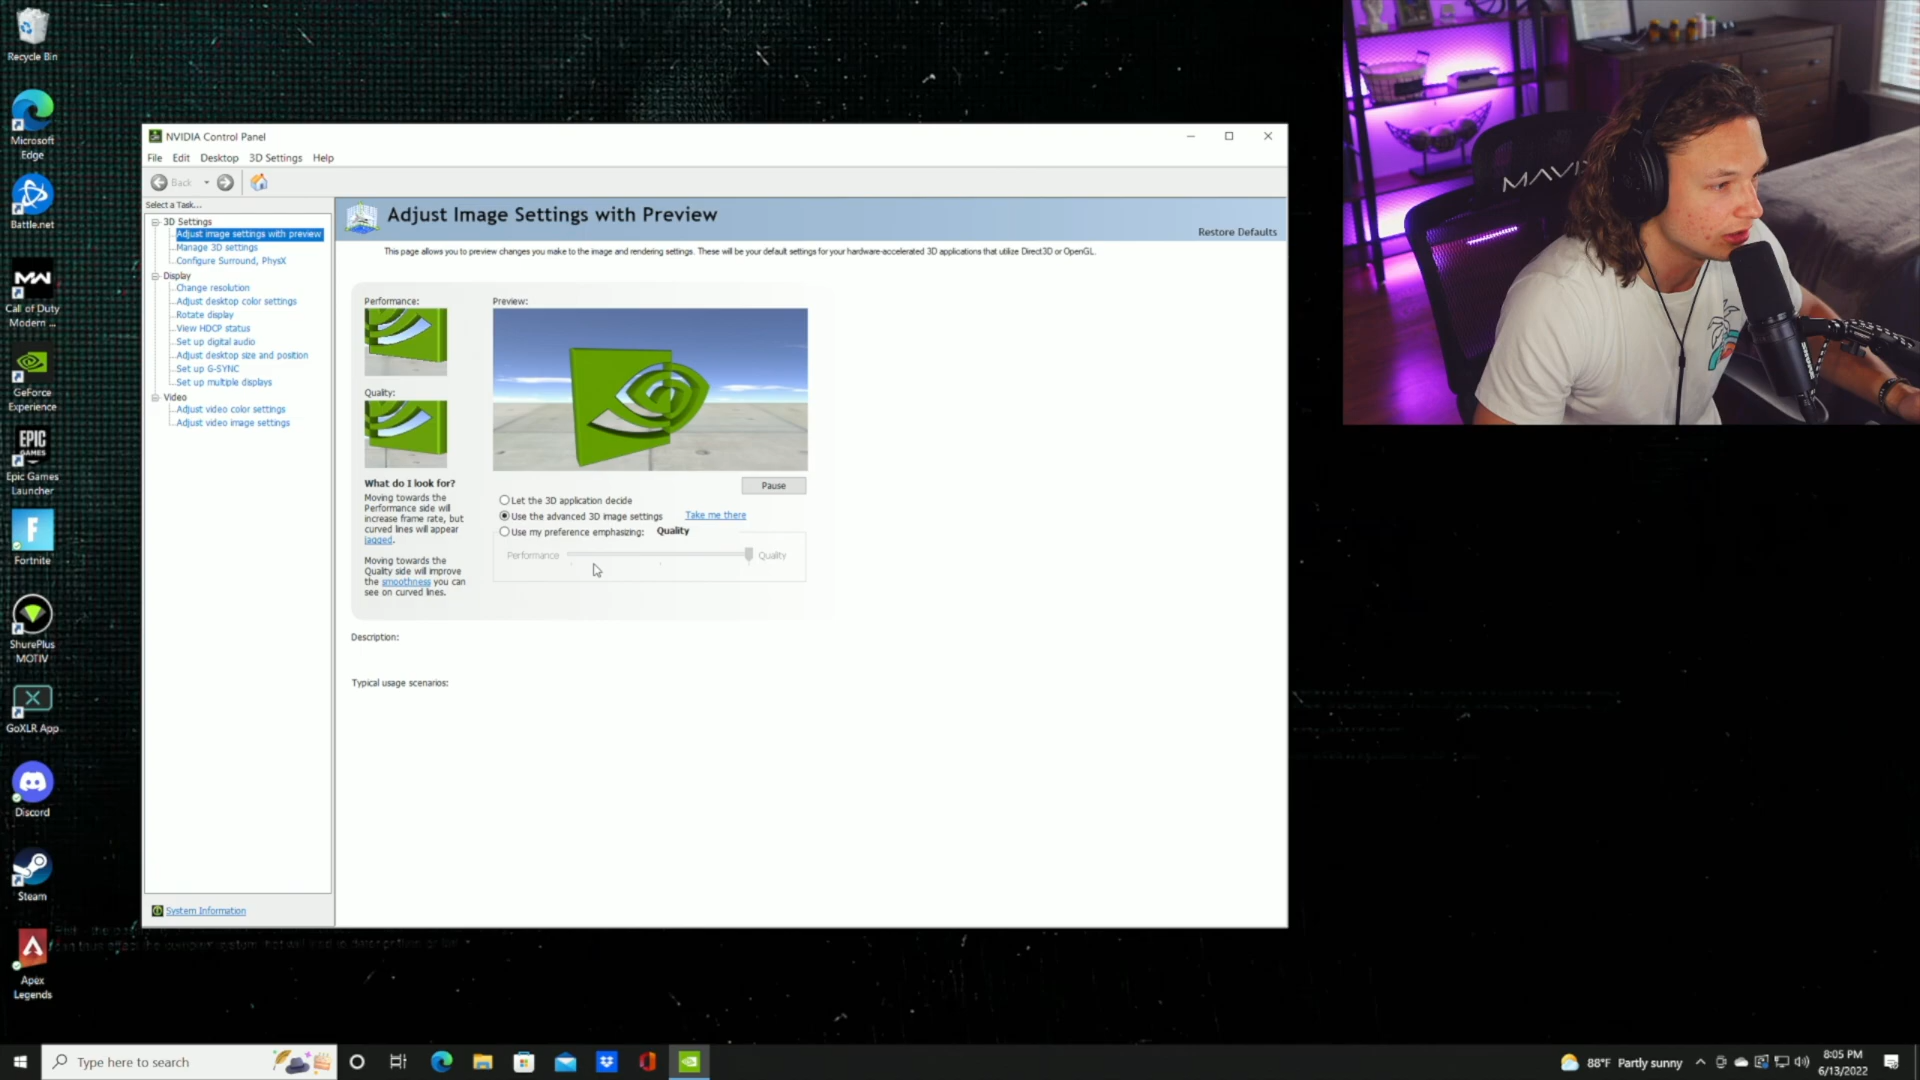 Recycle Bin
Microsoft
Edge
Battle.net
Call of Duty
Modern ...
GeForce
Experience
EPIC
GAMES
Epic Games
Launcher
Fortnite
ShurePlus
MOTIV
GoXLR App
Discord
Steam
Apex
Legends
NVIDIA Control Panel
File Edit Desktop 3D Settings Help
Back
Select a Task...
3D Settings
Adjust image settings with preview
Manage 3D settings
Configure Surround, PhysX
Display
Change resolution
Adjust desktop color settings
Rotate display
View HDCP status
Set up digital audio
Adjust desktop size and position
Set up G-SYNC
Set up multiple displays
Video
Adjust video color settings
Adjust video image settings
System Information
Adjust Image Settings with Preview
Restore Defaults
This page allows you to preview changes you make to the image and rendering settings. These will be your default settings for your hardware-accelerated 3D applications that utilize Direct3D or OpenGL.
Performance:
Quality:
What do I look for?
Moving towards the
Performance side will
increase frame rate, but
curved lines will appear
jagged.
Moving towards the
Quality side will improve
the smoothness you can
see on curved lines.
Preview:
Pause
Let the 3D application decide
Use the advanced 3D image settings Take me there
Use my preference emphasizing: Quality
Performance Quality
Description:
Typical usage scenarios:
MAVIX
SHURE
Type here to search
88°F Partly sunny
8:05 PM
6/13/2022